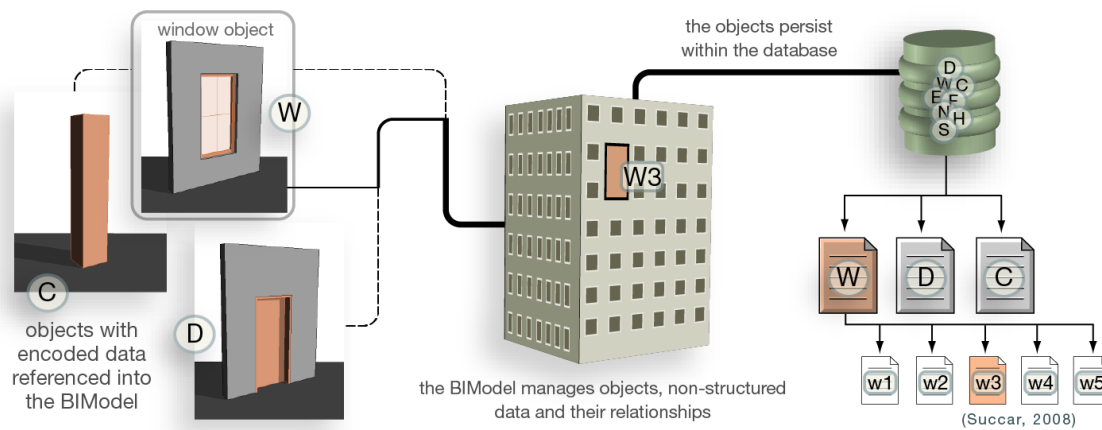 window object
W
C
objects with
encoded data
referenced into
the BIModel
D
W3
the BIModel manages objects, non-structured
data and their relationships
the objects persist
within the database
D
W C
E F
N H
S
W D C
w1 w2 w3 w4 w5
(Succar, 2008)